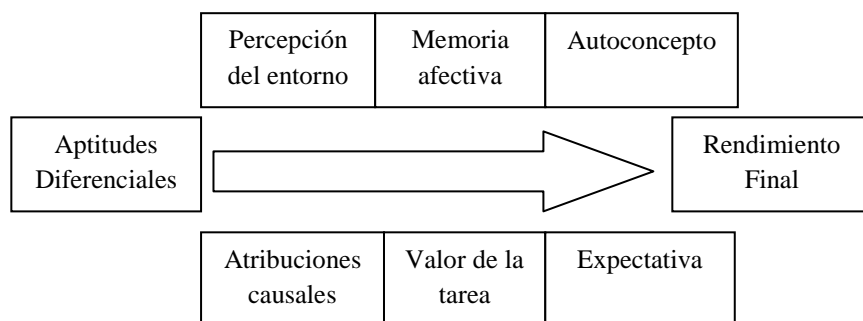 Percepción
del entorno
Memoria
afectiva
Autoconcepto
Aptitudes
Diferenciales
Rendimiento
Final
Atribuciones
causales
Valor de la
tarea
Expectativa